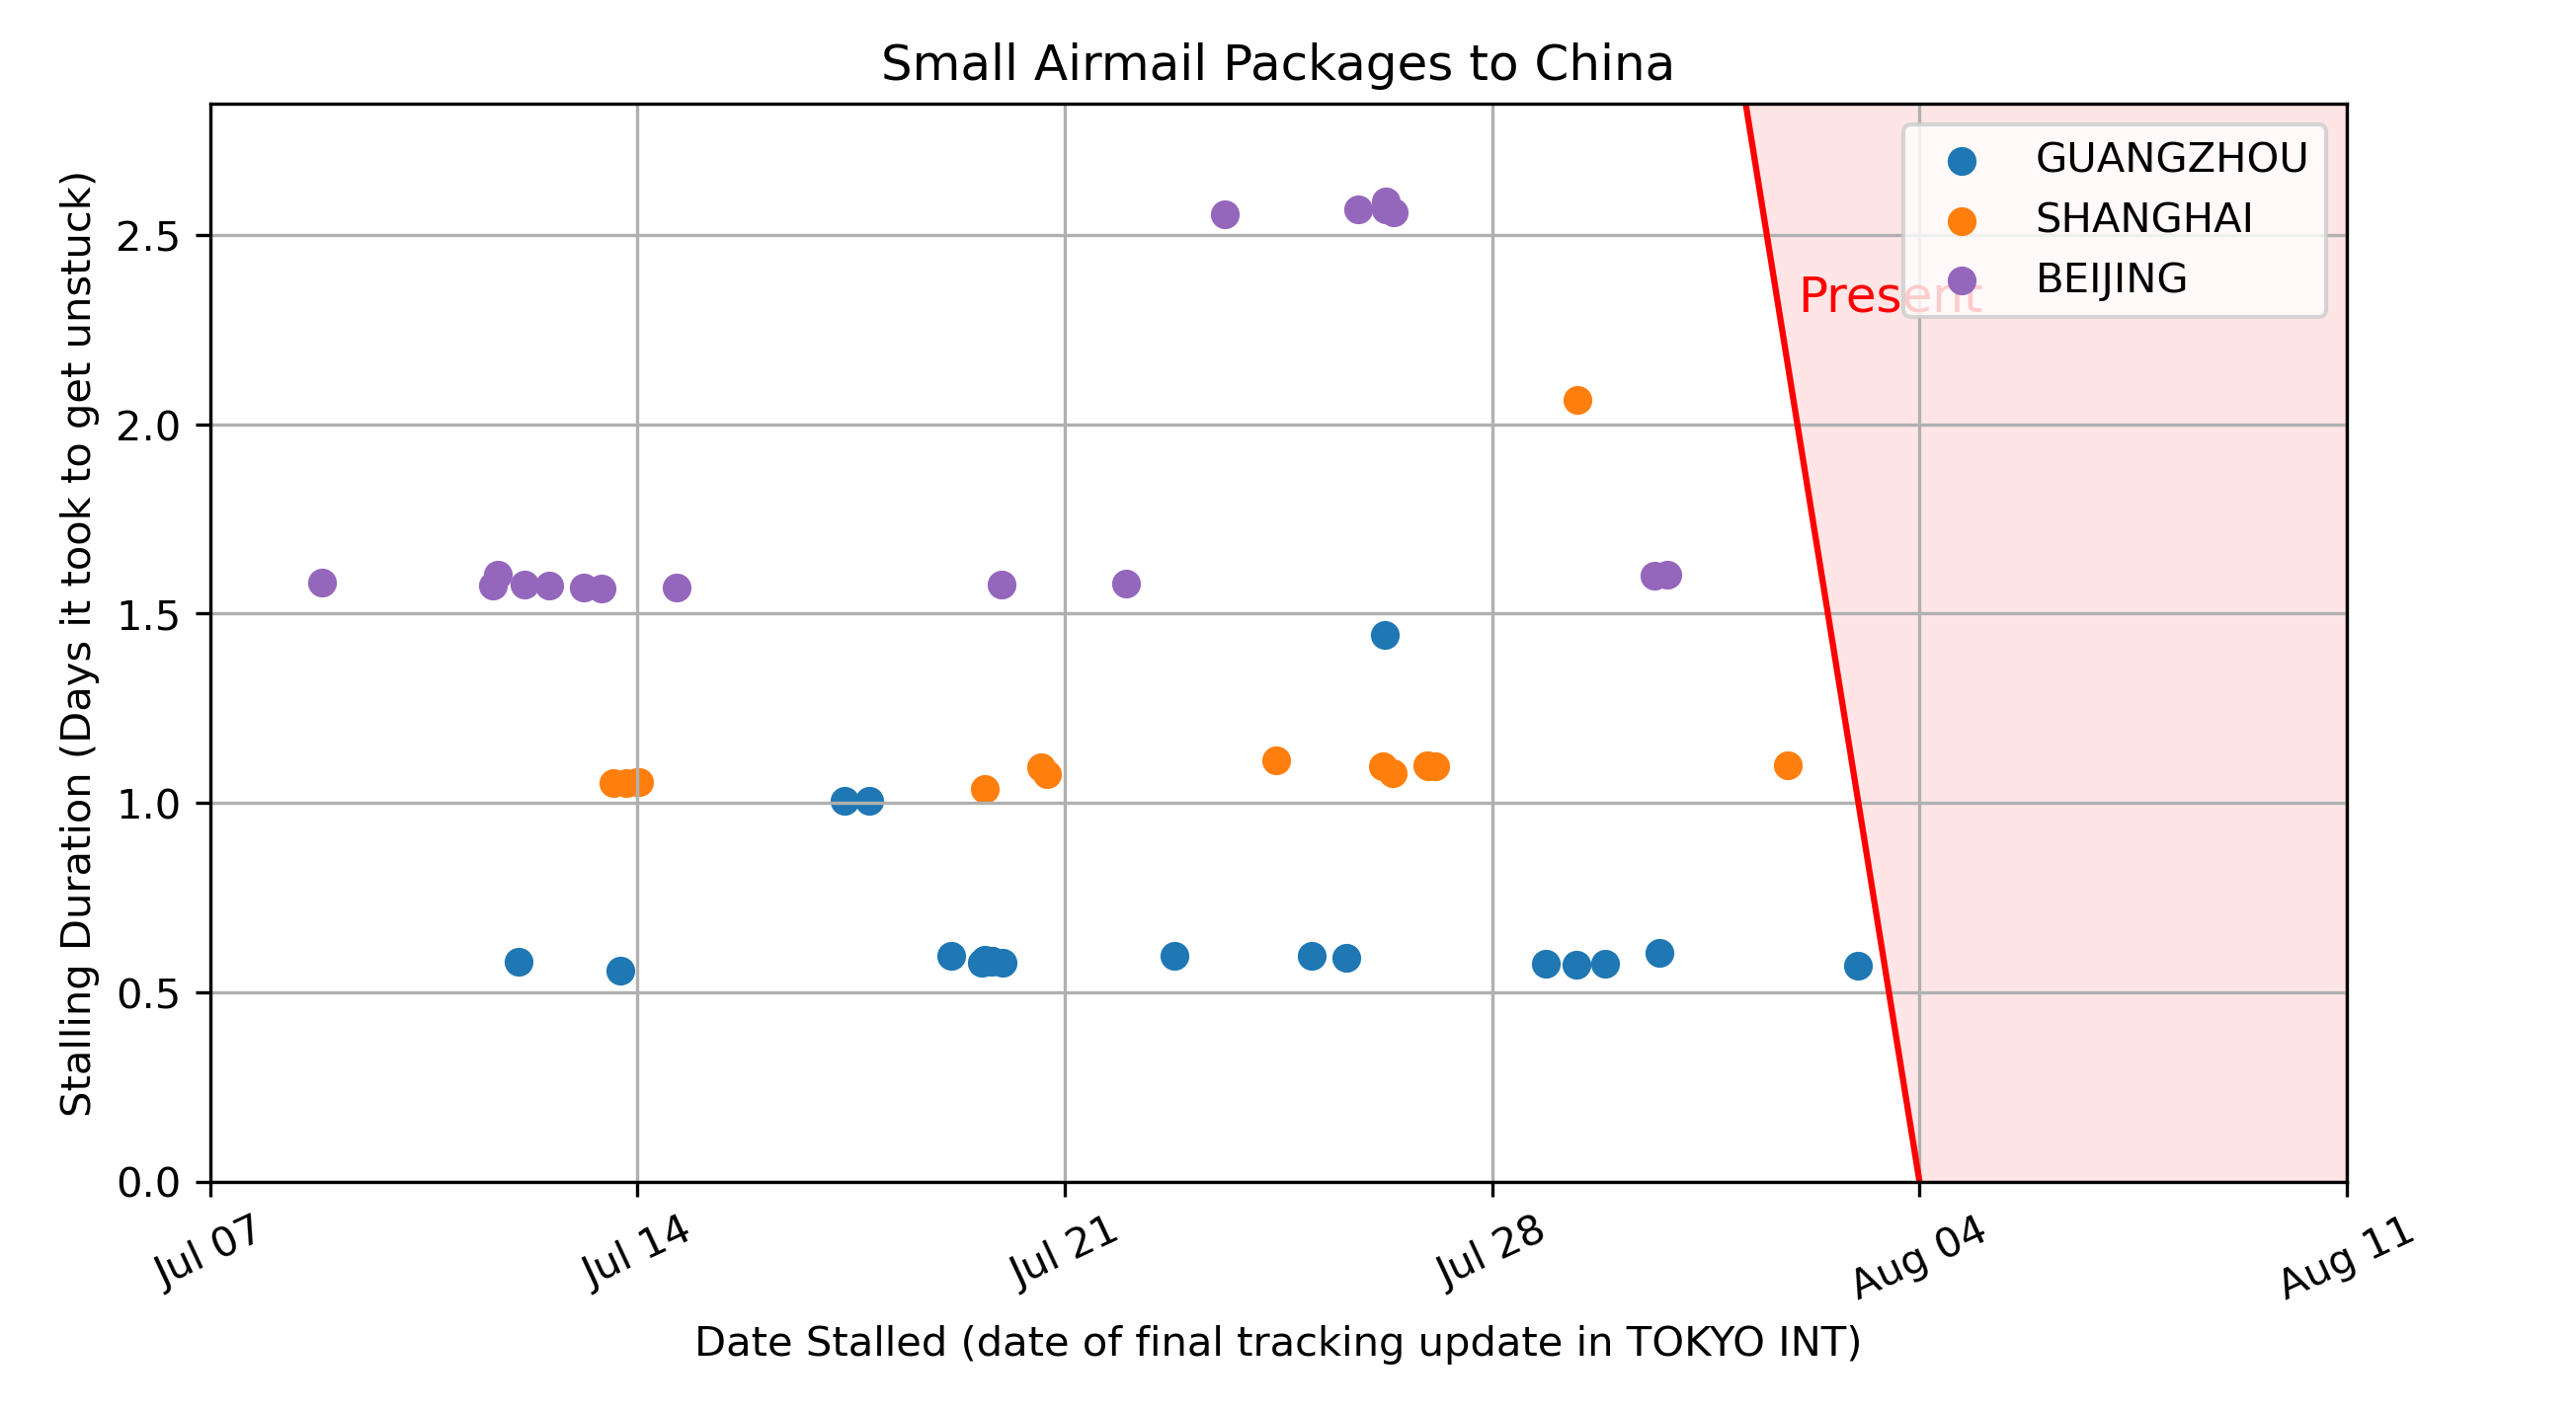 Small Airmail Packages to China
Stalling Duration (Days it took to get unstuck)
2.5
2.0
1.5
1.0
0.5
0.0
GUANGZHOU
SHANGHAI
BEIJING
Present
Jul 07
Jul 14
Jul 21
Jul 28
Aug 04
Aug 11
Date Stalled (date of final tracking update in TOKYO INT)